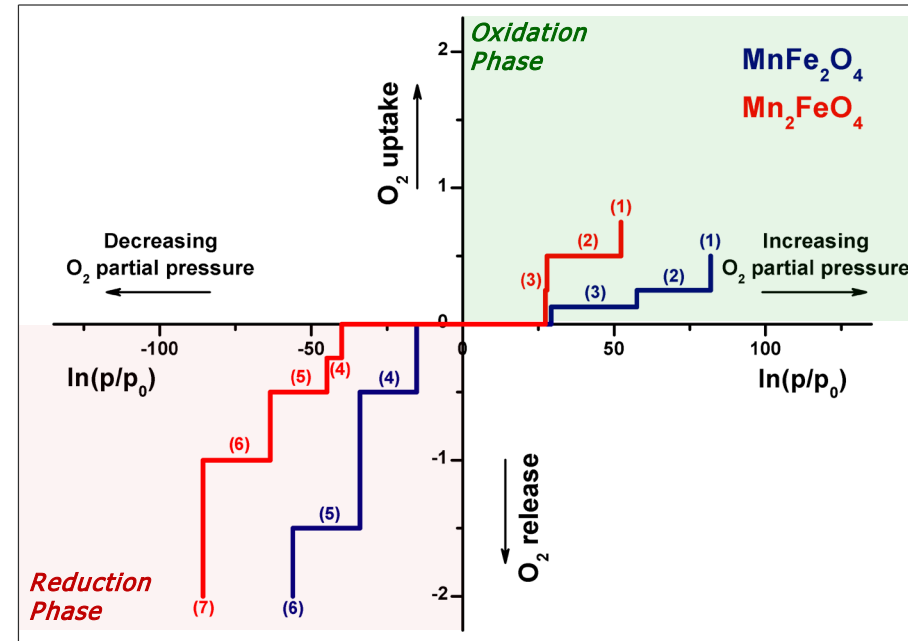 Oxidation
Phase
MnFe₂O₄
Mn₂FeO₄
O₂ uptake
2
1
0
-1
-2
(1)
(2)
(3)
(1)
(2)
(3)
Decreasing
O₂ partial pressure
Increasing
O₂ partial pressure
-100
-50
0
50
100
ln(p/p₀)
ln(p/p₀)
(4)
(5)
(6)
(7)
(4)
(5)
(6)
O₂ release
Reduction
Phase